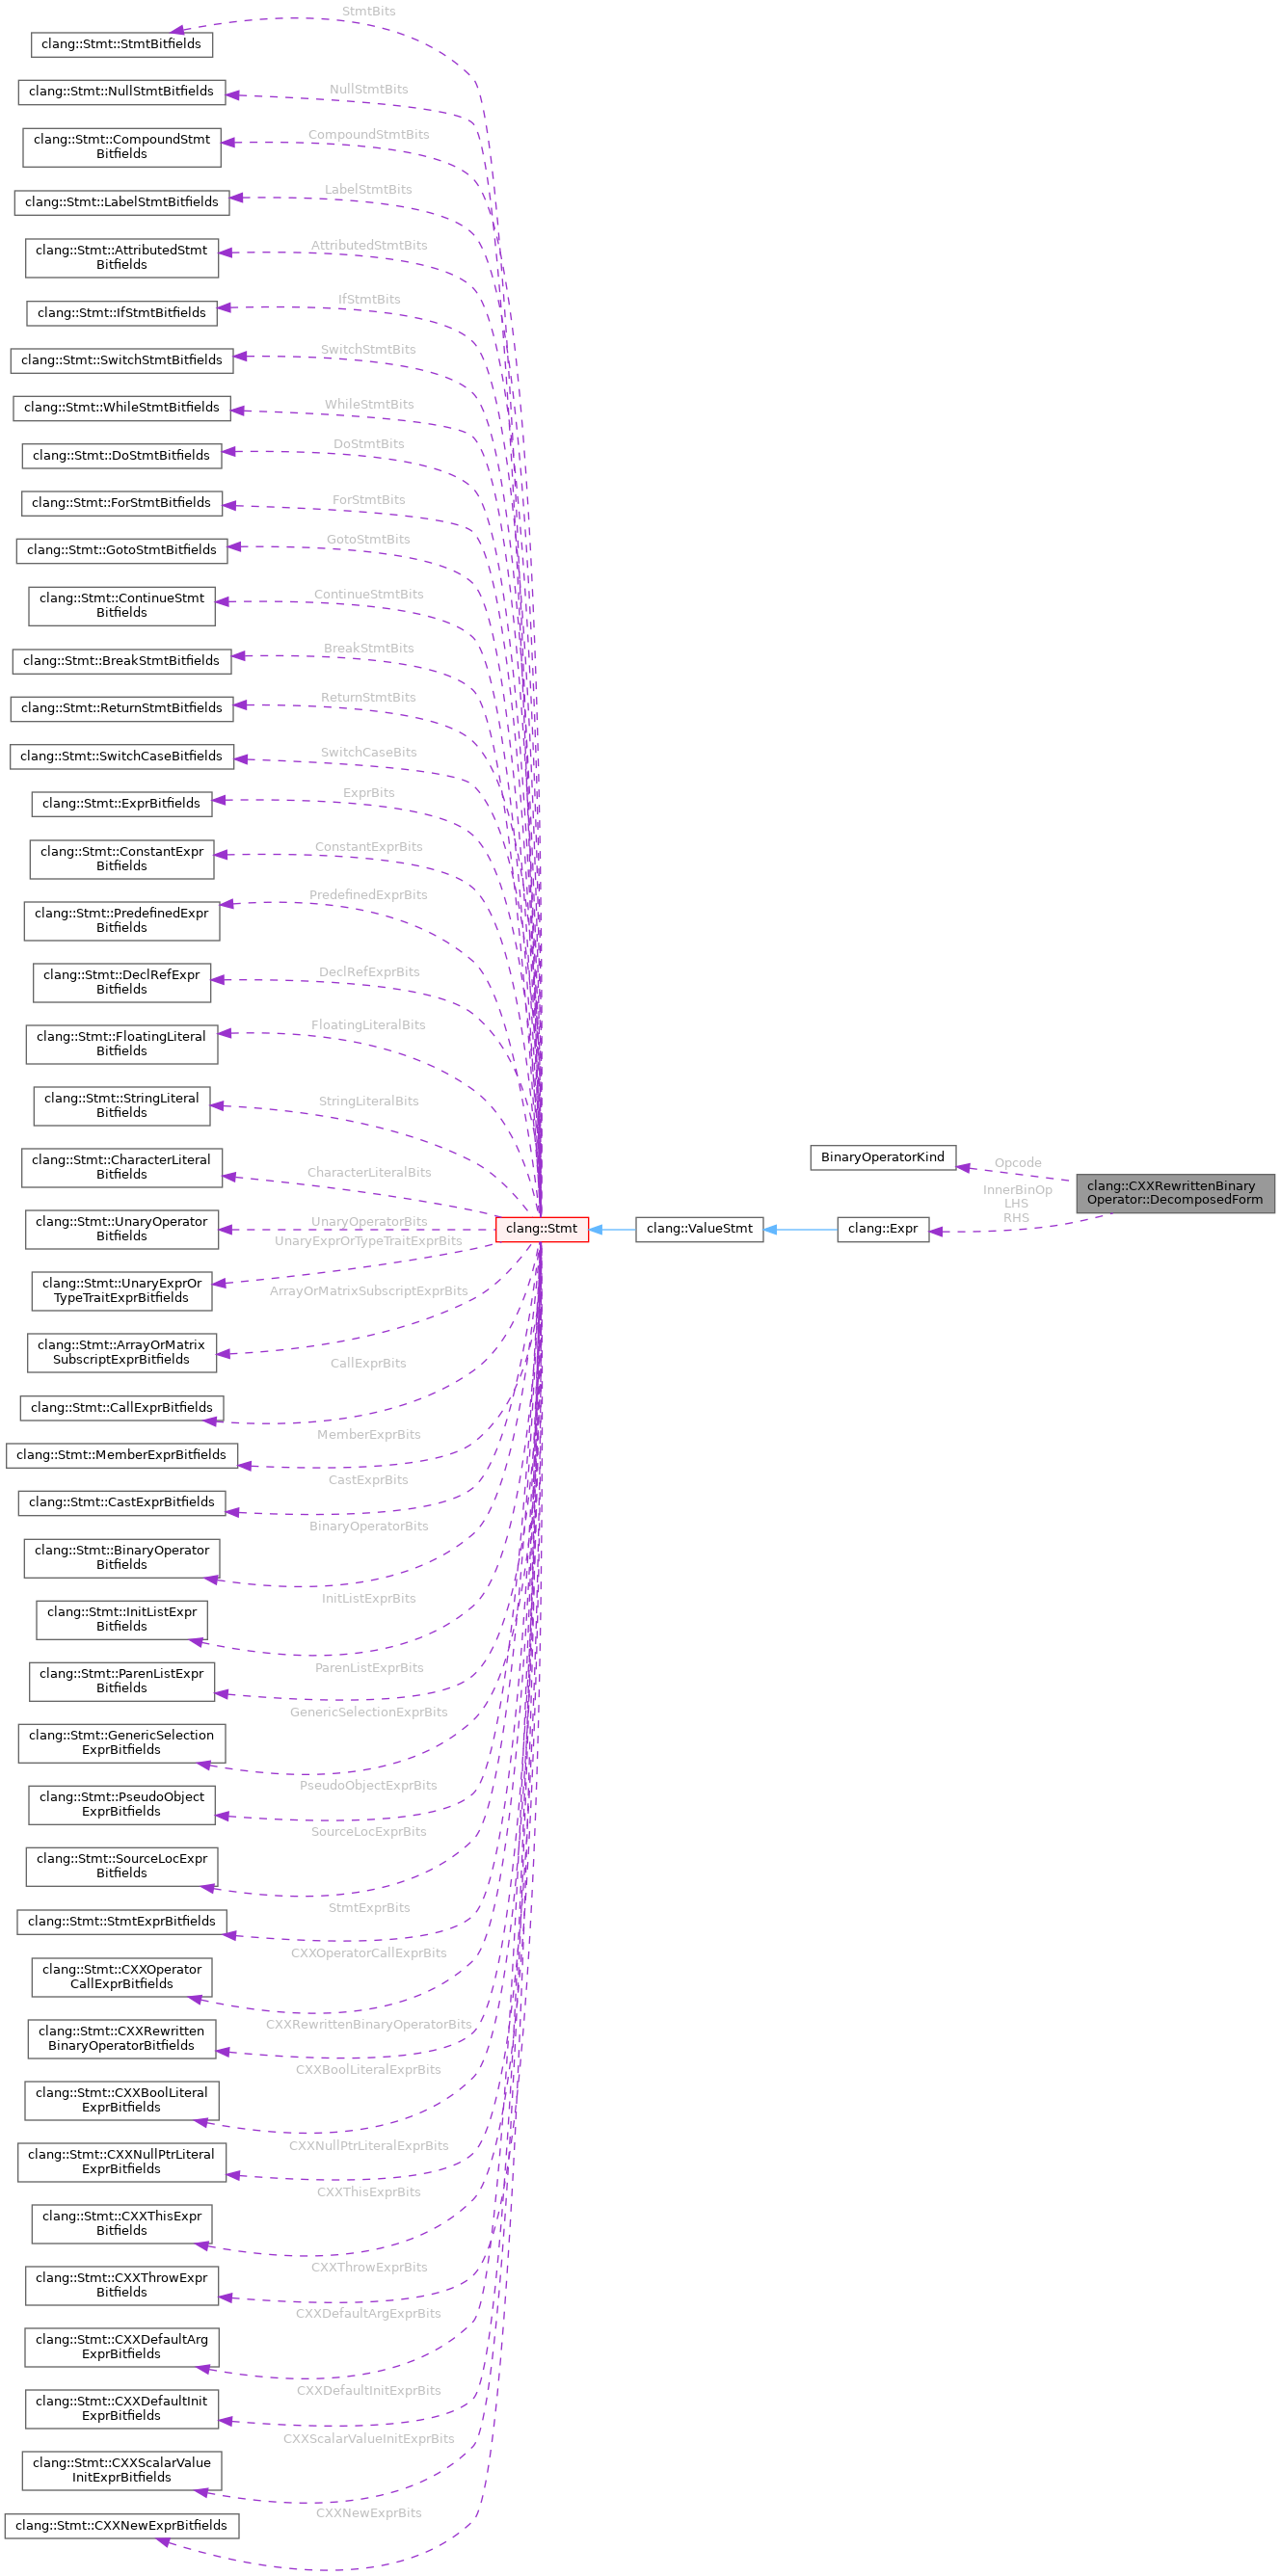 StmtBits
clang::Stmt::StmtBitfields
NullStmtBits
clang::Stmt::NullStmtBitfields
CompoundStmtBits
clang::Stmt::CompoundStmt
Bitfields
LabelStmtBits
clang::Stmt::LabelStmtBitfields
AttributedStmtBits
clang::Stmt::AttributedStmt
Bitfields
IfStmtBits
clang::Stmt::IfStmtBitfields
SwitchStmtBits
clang::Stmt::SwitchStmtBitfields
WhileStmtBits
clang::Stmt::WhileStmtBitfields
DoStmtBits
clang::Stmt::DoStmtBitfields
ForStmtBits
clang::Stmt::ForStmtBitfields
GotoStmtBits
clang::Stmt::GotoStmtBitfields
ContinueStmtBits
clang::Stmt::ContinueStmt
Bitfields
BreakStmtBits
clang::Stmt::BreakStmtBitfields
ReturnStmtBits
clang::Stmt::ReturnStmtBitfields
SwitchCaseBits
clang::Stmt::SwitchCaseBitfields
ExprBits
clang::Stmt::ExprBitfields
ConstantExprBits
clang::Stmt::ConstantExpr
Bitfields
PredefinedExprBits
clang::Stmt::PredefinedExpr
Bitfields
DeclRefExprBits
clang::Stmt::DeclRefExpr
Bitfields
FloatingLiteralBits
clang::Stmt::FloatingLiteral
Bitfields
StringLiteralBits
clang::Stmt::StringLiteral
Bitfields
CharacterLiteralBits
clang::Stmt::CharacterLiteral
Bitfields
UnaryOperatorBits
clang::Stmt::UnaryOperator
Bitfields
UnaryExprOrTypeTraitExprBits
clang::Stmt::UnaryExprOr
TypeTraitExprBitfields
ArrayOrMatrixSubscriptExprBits
clang::Stmt::ArrayOrMatrix
SubscriptExprBitfields
CallExprBits
clang::Stmt::CallExprBitfields
MemberExprBits
clang::Stmt::MemberExprBitfields
CastExprBits
clang::Stmt::CastExprBitfields
BinaryOperatorBits
clang::Stmt::BinaryOperator
Bitfields
InitListExprBits
clang::Stmt::InitListExpr
Bitfields
ParenListExprBits
clang::Stmt::ParenListExpr
Bitfields
GenericSelectionExprBits
clang::Stmt::GenericSelection
ExprBitfields
PseudoObjectExprBits
clang::Stmt::PseudoObject
ExprBitfields
SourceLocExprBits
clang::Stmt::SourceLocExpr
Bitfields
StmtExprBits
clang::Stmt::StmtExprBitfields
CXXOperatorCallExprBits
clang::Stmt::CXXOperator
CallExprBitfields
CXXRewrittenBinaryOperatorBits
clang::Stmt::CXXRewritten
BinaryOperatorBitfields
CXXBoolLiteralExprBits
clang::Stmt::CXXBoolLiteral
ExprBitfields
CXXNullPtrLiteralExprBits
clang::Stmt::CXXNullPtrLiteral
ExprBitfields
CXXThisExprBits
clang::Stmt::CXXThisExpr
Bitfields
CXXThrowExprBits
clang::Stmt::CXXThrowExpr
Bitfields
CXXDefaultArgExprBits
clang::Stmt::CXXDefaultArg
ExprBitfields
CXXDefaultInitExprBits
clang::Stmt::CXXDefaultInit
ExprBitfields
CXXScalarValueInitExprBits
clang::Stmt::CXXScalarValue
InitExprBitfields
CXXNewExprBits
clang::Stmt::CXXNewExprBitfields
clang::Stmt
clang::ValueStmt
BinaryOperatorKind
clang::Expr
Opcode
InnerBinOp
LHS
RHS
clang::CXXRewrittenBinary
Operator::DecomposedForm